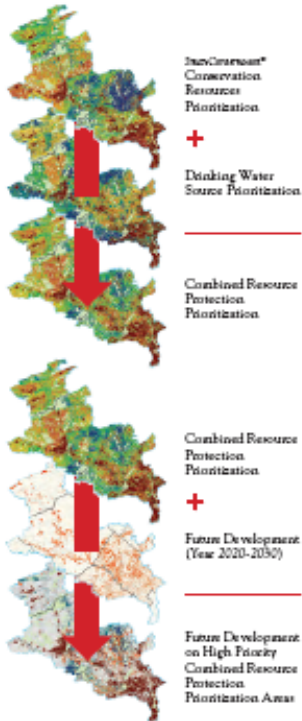 Conservation
Resources
Prioritization
+
Drinking Water
Source Prioritization
Combined Resource
Protection
Prioritization
Combined Resource
Protection
Prioritization
+
Future Development
(Year 2020-2030)
Future Development
on High Priority
Combined Resource
Protection
Prioritization Areas